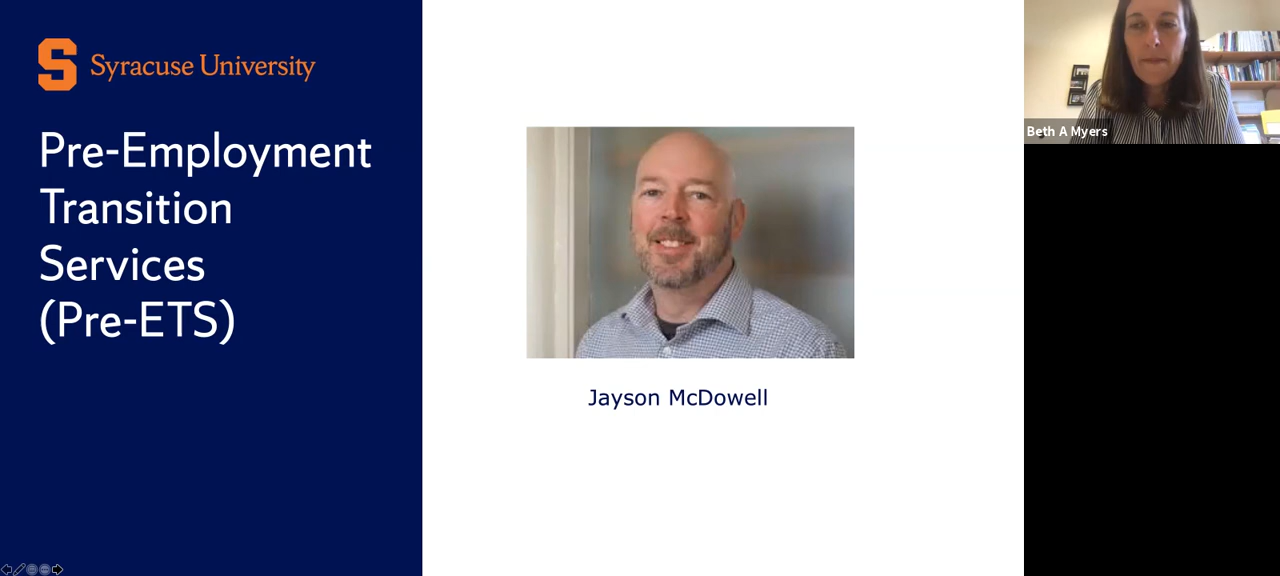 Syracuse University
Pre-Employment
Transition
Services
(Pre-ETS)
Jayson McDowell
Beth A Myers